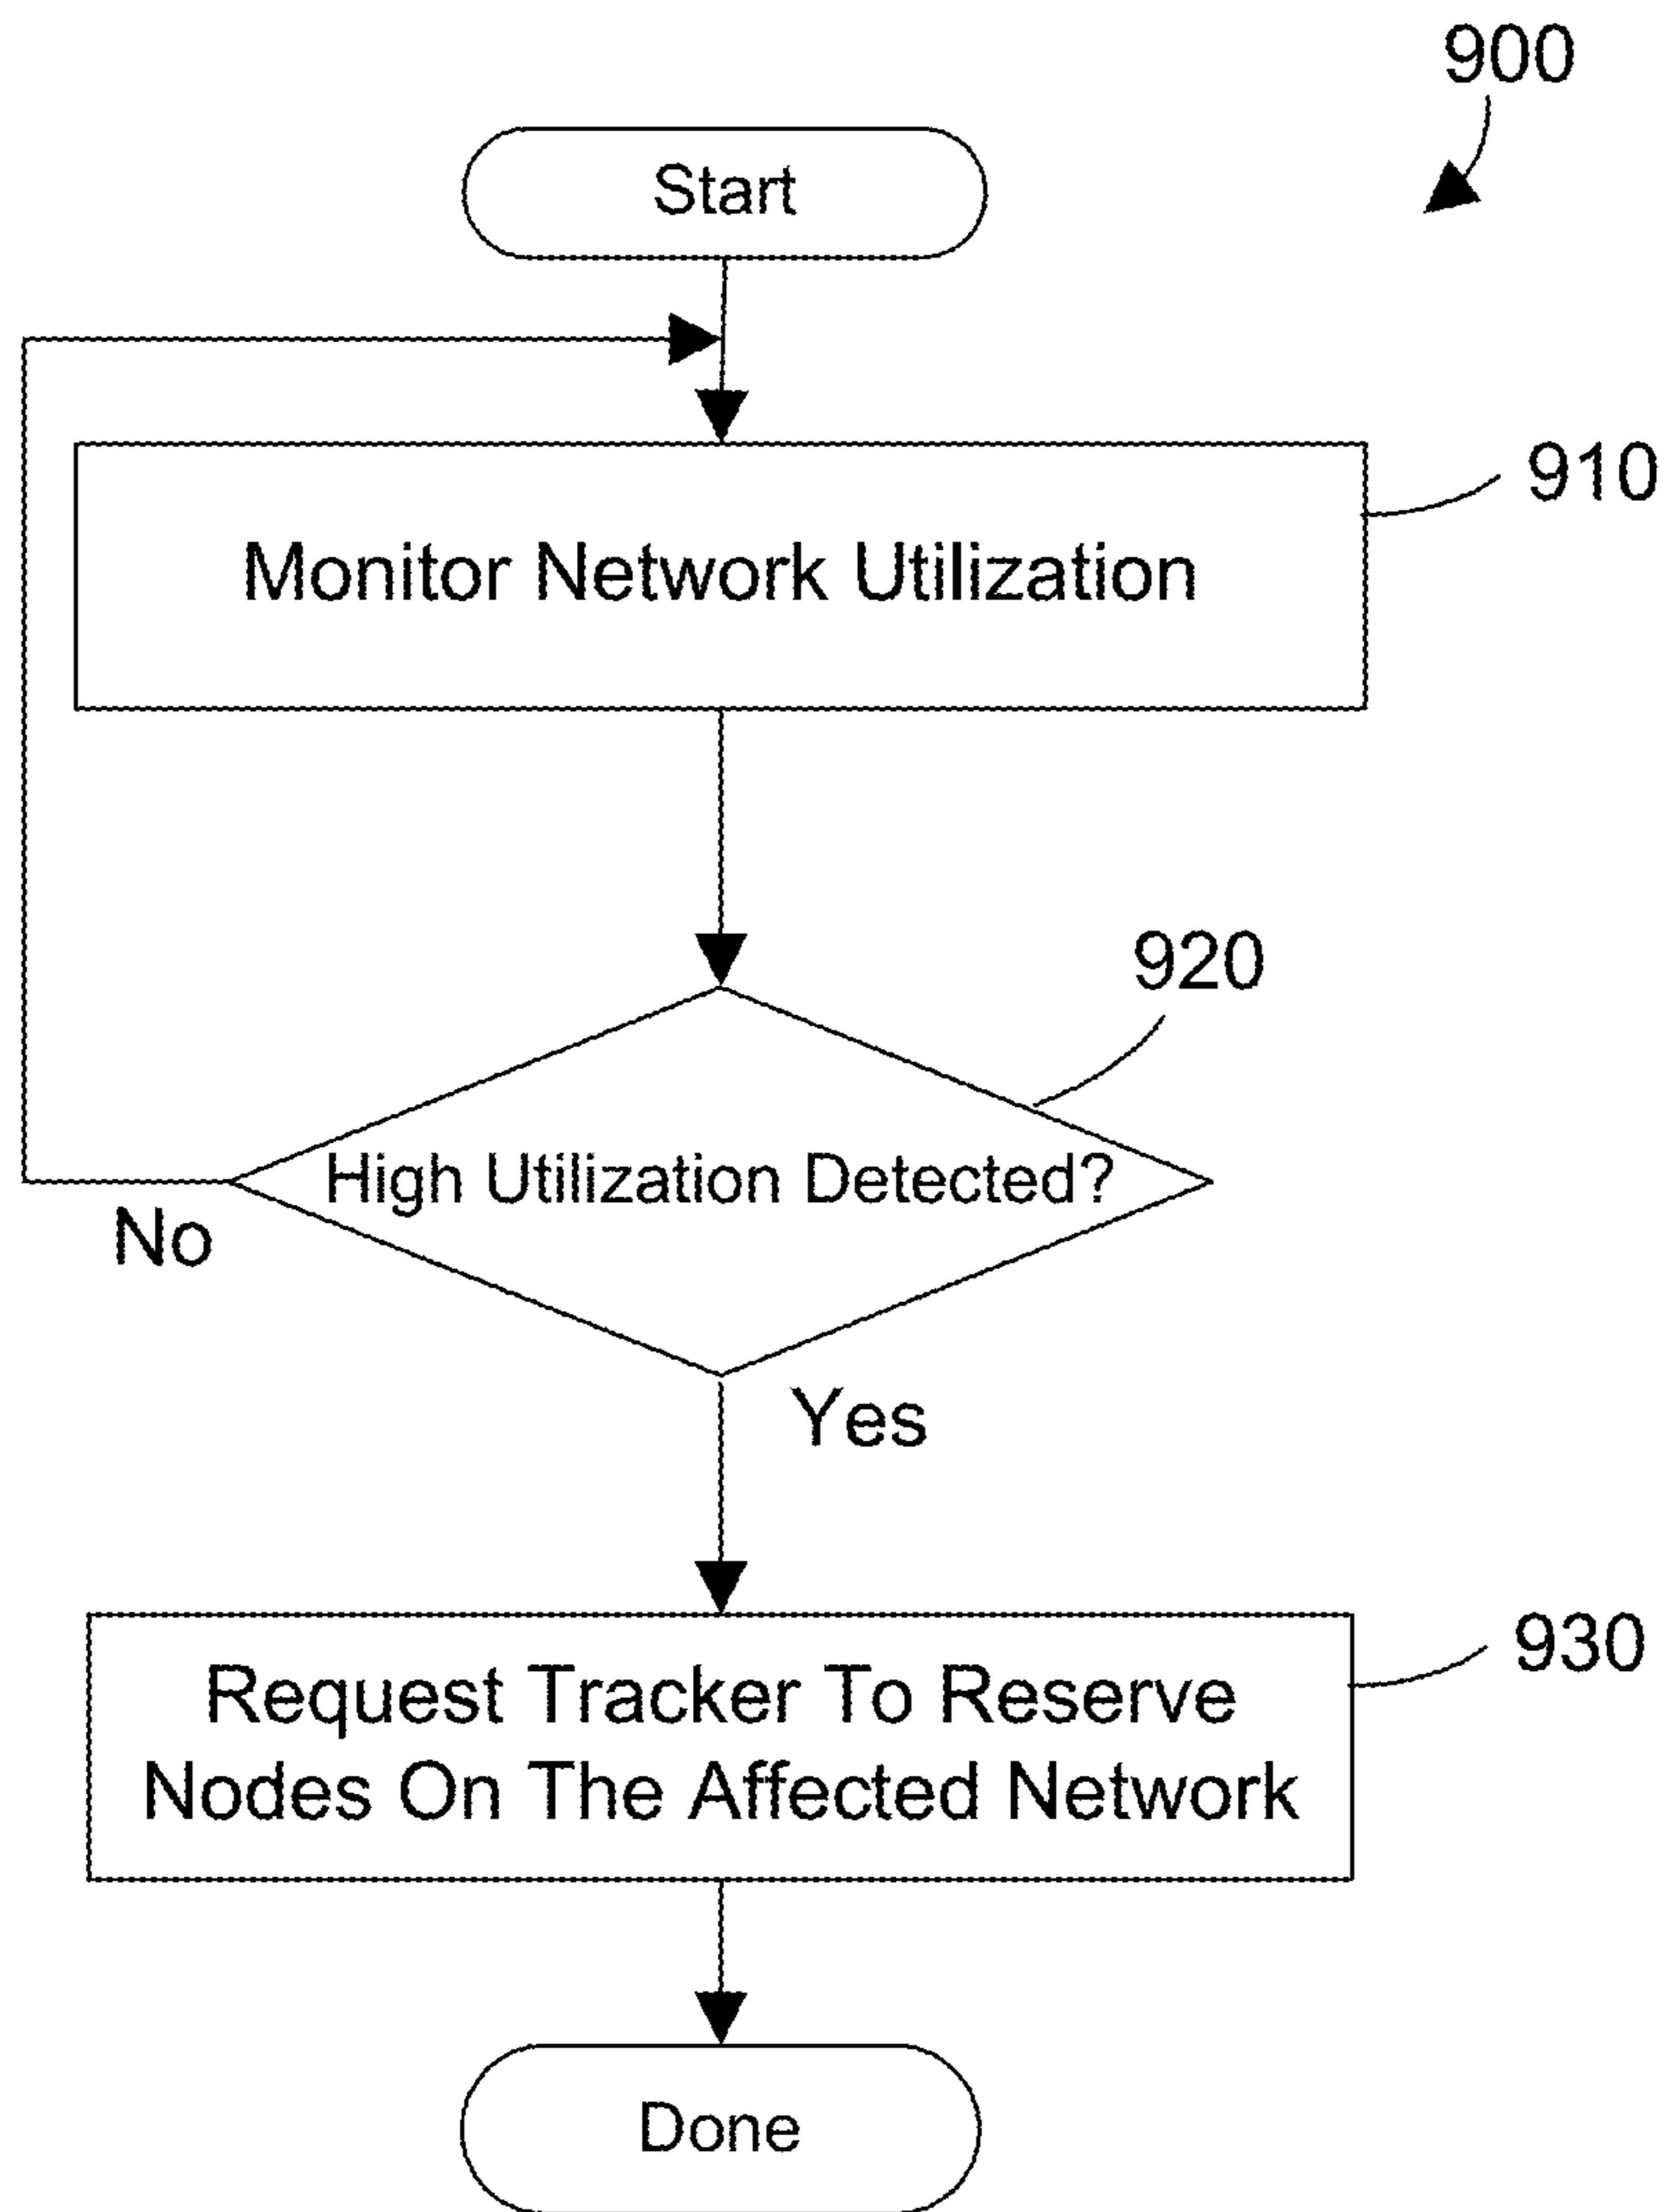 900
Start
Monitor Network Utilization
910
920
High Utilization Detected?
No
Yes
Request Tracker To Reserve
Nodes On The Affected Network
930
Done